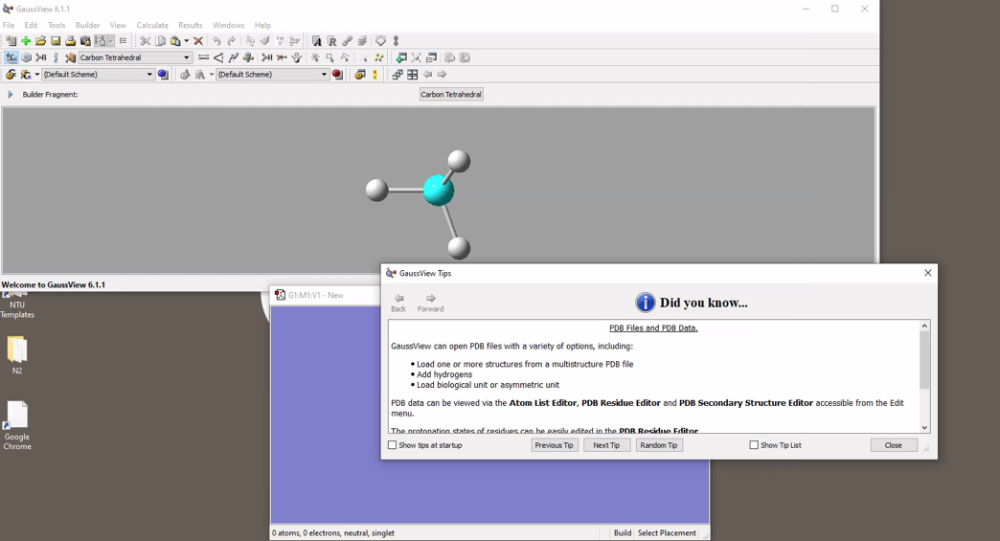 GaussView 6.1.1
File Edit Tools Builder View Calculate Results Windows Help
Carbon Tetrahedral
(Default Scheme) (Default Scheme)
Builder Fragment: Carbon Tetrahedral
Welcome to GaussView 6.1.1
NTU
Templates
N2
Google
Chrome
G1:M1:V1 - New
GaussView Tips
Back Forward
Did you know...
PDB Files and PDB Data.
GaussView can open PDB files with a variety of options, including:
• Load one or more structures from a multistructure PDB file
• Add hydrogens
• Load biological unit or asymmetric unit
PDB data can be viewed via the Atom List Editor, PDB Residue Editor and PDB Secondary Structure Editor accessible from the Edit
menu.
The protonation states of residues can be easily edited in the PDB Residue Editor
Show tips at startup Previous Tip Next Tip Random Tip Show Tip List Close
0 atoms, 0 electrons, neutral, singlet Build Select Placement